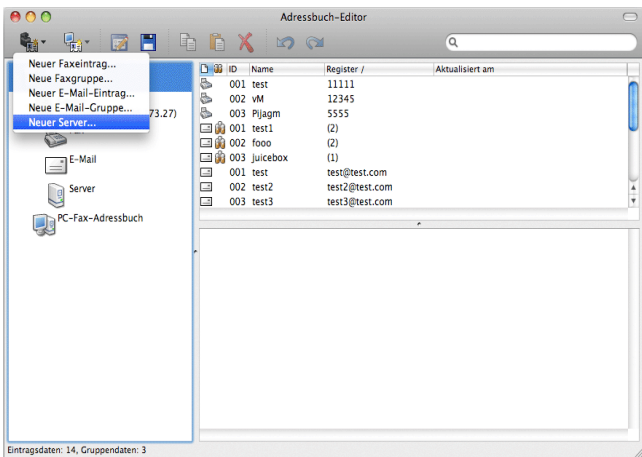 Adressbuch-Editor
Neuer Faxeintrag...
Neue Faxgruppe...
Neuer E-Mail-Eintrag...
Neue E-Mail-Gruppe...
Neuer Server...
73.27)
E-Mail
Server
PC-Fax-Adressbuch
ID Name Register / Aktualisiert am
001 test 11111
002 vM 12345
003 Pijagm 5555
001 test1 (2)
002 fooo (2)
003 juicebox (1)
001 test test@test.com
002 test2 test2@test.com
003 test3 test3@test.com
Eintragsdaten: 14, Gruppendaten: 3